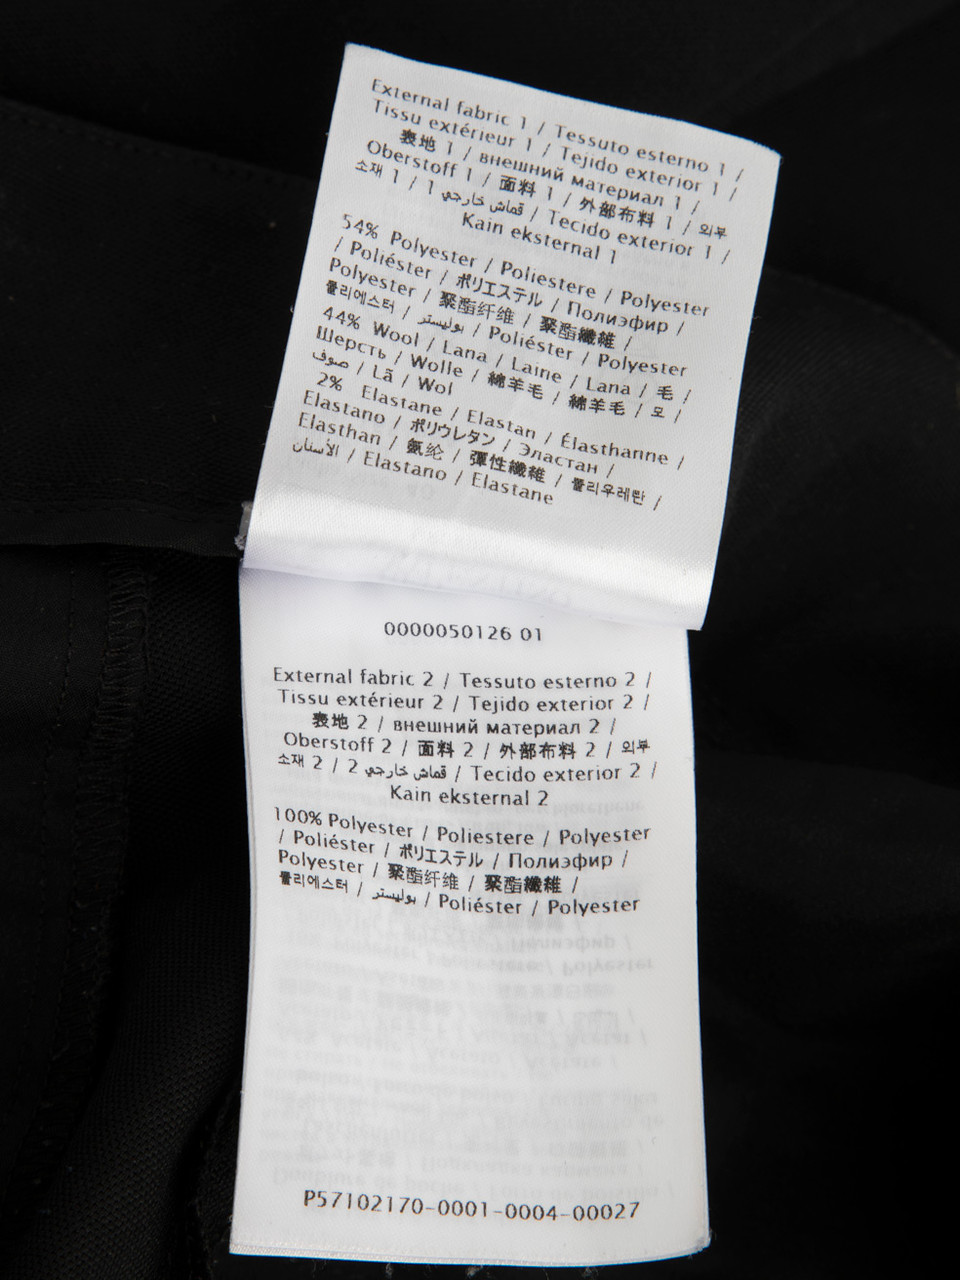 External fabric 1 / Tessuto esterno 1 /
Tissu extérieur 1 / Tejido exterior 1 /
表地 1 / внешний материал 1 /
Oberstoff 1 / 面料 1 / 外部布料 1 / 외부
소재 1 / 1 قماش خارجي / Tecido exterior 1 /
Kain eksternal 1
54% Polyester / Poliestere / Polyester
/ Poliéster / ポリエステル / Полиэфир /
Polyester / 聚酯纤维 / 聚酯纖維 /
폴리에스터 / بوليستر / Poliéster / Polyester
44% Wool / Lana / Laine / Lana / 毛 /
Шерсть / Wolle / 綿羊毛 / 綿羊毛 / 모 /
صوف / Lã / Wol
2% Elastane / Elastan / Élasthanne /
Elastano / ポリウレタン / Эластан /
Elasthan / 氨纶 / 彈性纖維 / 폴리우레탄 /
الأستان / Elastano / Elastane
0000050126 01
External fabric 2 / Tessuto esterno 2 /
Tissu extérieur 2 / Tejido exterior 2 /
表地 2 / внешний материал 2 /
Oberstoff 2 / 面料 2 / 外部布料 2 / 외부
소재 2 / 2 قماش خارجي / Tecido exterior 2 /
Kain eksternal 2
100% Polyester / Poliestere / Polyester
/ Poliéster / ポリエステル / Полиэфир /
Polyester / 聚酯纤维 / 聚酯纖維 /
폴리에스터 / بوليستر / Poliéster / Polyester
P57102170-0001-0004-00027